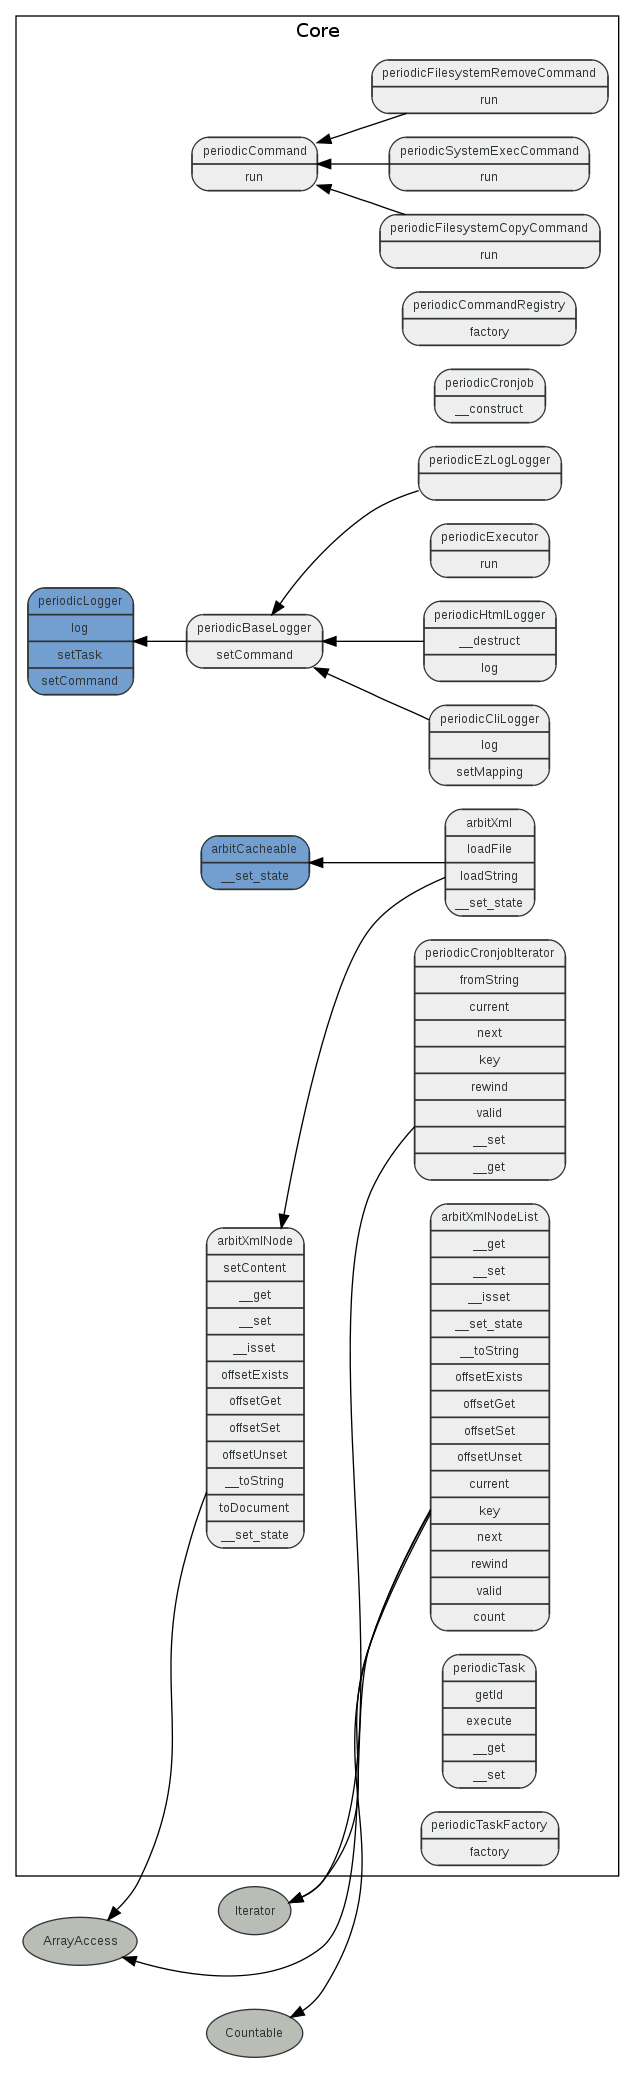 Core
periodicFilesystemRemoveCommand
run
periodicCommand
run
periodicSystemExecCommand
run
periodicFilesystemCopyCommand
run
periodicCommandRegistry
factory
periodicCronjob
__construct
periodicEzLogLogger
periodicExecutor
run
periodicLogger
log
setTask
setCommand
periodicBaseLogger
setCommand
periodicHtmlLogger
__destruct
log
periodicCliLogger
log
setMapping
arbitCacheable
__set_state
arbitXml
loadFile
loadString
__set_state
periodicCronjobIterator
fromString
current
next
key
rewind
valid
__set
__get
arbitXmlNode
setContent
__get
__set
__isset
offsetExists
offsetGet
offsetSet
offsetUnset
__toString
toDocument
__set_state
arbitXmlNodeList
__get
__set
__isset
__set_state
__toString
offsetExists
offsetGet
offsetSet
offsetUnset
current
key
next
rewind
valid
count
periodicTask
getId
execute
__get
__set
periodicTaskFactory
factory
Iterator
ArrayAccess
Countable